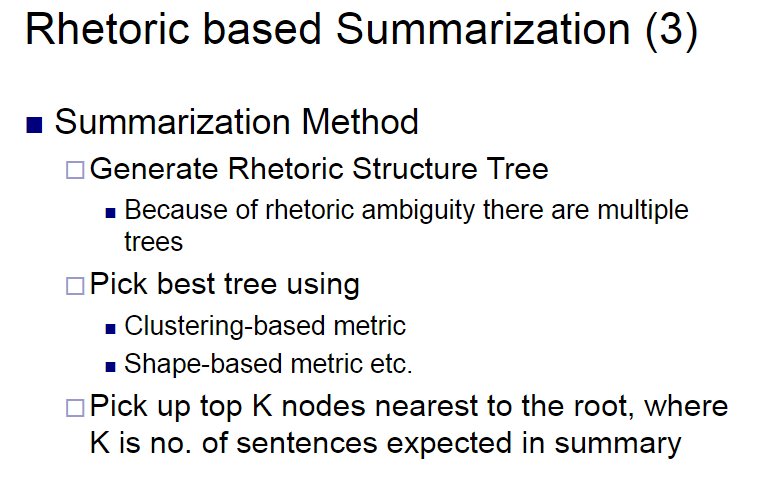 Rhetoric based Summarization (3)
Summarization Method
Generate Rhetoric Structure Tree
Because of rhetoric ambiguity there are multiple
trees
Pick best tree using
Clustering-based metric
Shape-based metric etc.
Pick up top K nodes nearest to the root, where
K is no. of sentences expected in summary